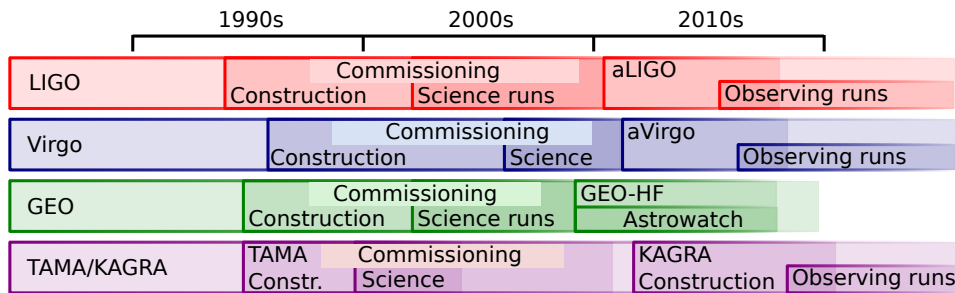 1990s 2000s 2010s
LIGO Commissioning aLIGO
Construction Science runs Observing runs
Virgo Commissioning aVirgo
Construction Science Observing runs
GEO Commissioning GEO-HF
Construction Science runs Astrowatch
TAMA/KAGRA TAMA Commissioning KAGRA
Constr. Science Construction Observing runs